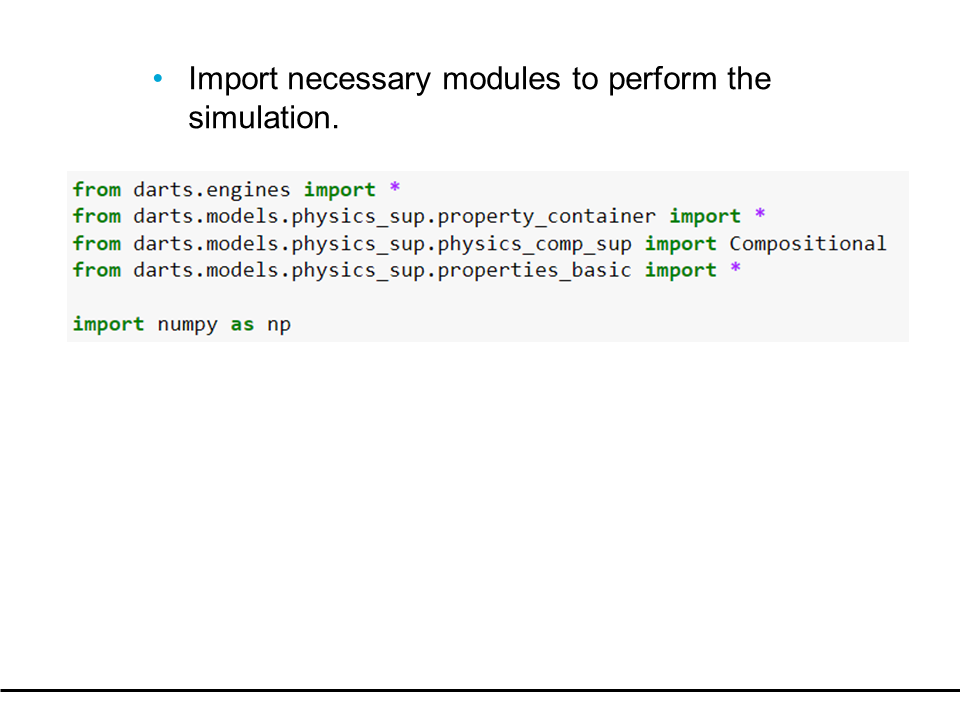 • Import necessary modules to perform the
simulation.
from darts.engines import *
from darts.models.physics_sup.property_container import *
from darts.models.physics_sup.physics_comp_sup import Compositional
from darts.models.physics_sup.properties_basic import *
import numpy as np